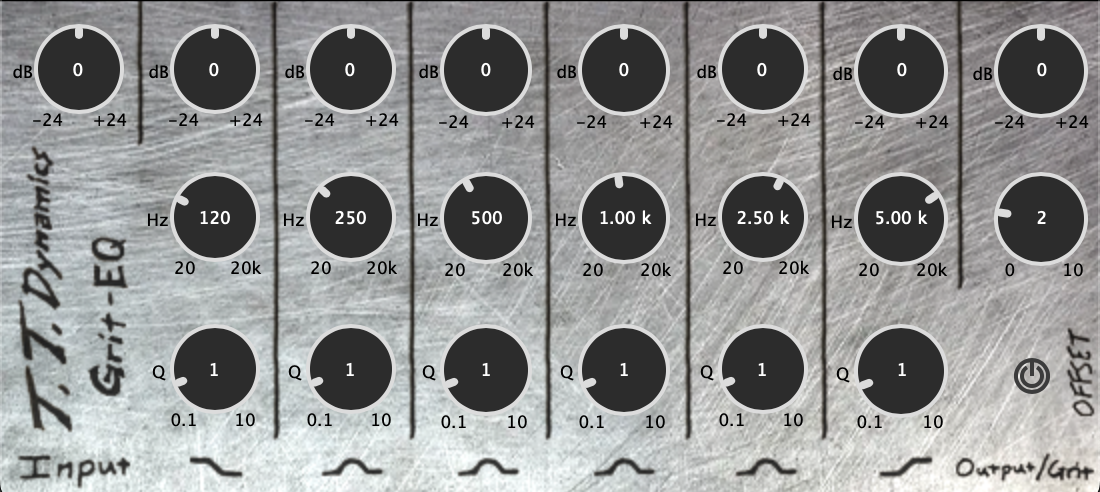 0 0 0 0 0 0 0 0
dB dB dB dB dB dB dB dB
-24 +24 -24 +24 -24 +24 -24 +24 -24 +24 -24 +24 -24 +24 -24 +24
120 250 500 1.00 k 2.50 k 5.00 k 2
Hz Hz Hz Hz Hz Hz
20 20k 20 20k 20 20k 20 20k 20 20k 20 20k 0 10
1 1 1 1 1 1
Q Q Q Q Q Q
0.1 10 0.1 10 0.1 10 0.1 10 0.1 10 0.1 10
T.T. Dynamics
Grit-EQ
OFFSET
Input
Output/Grit